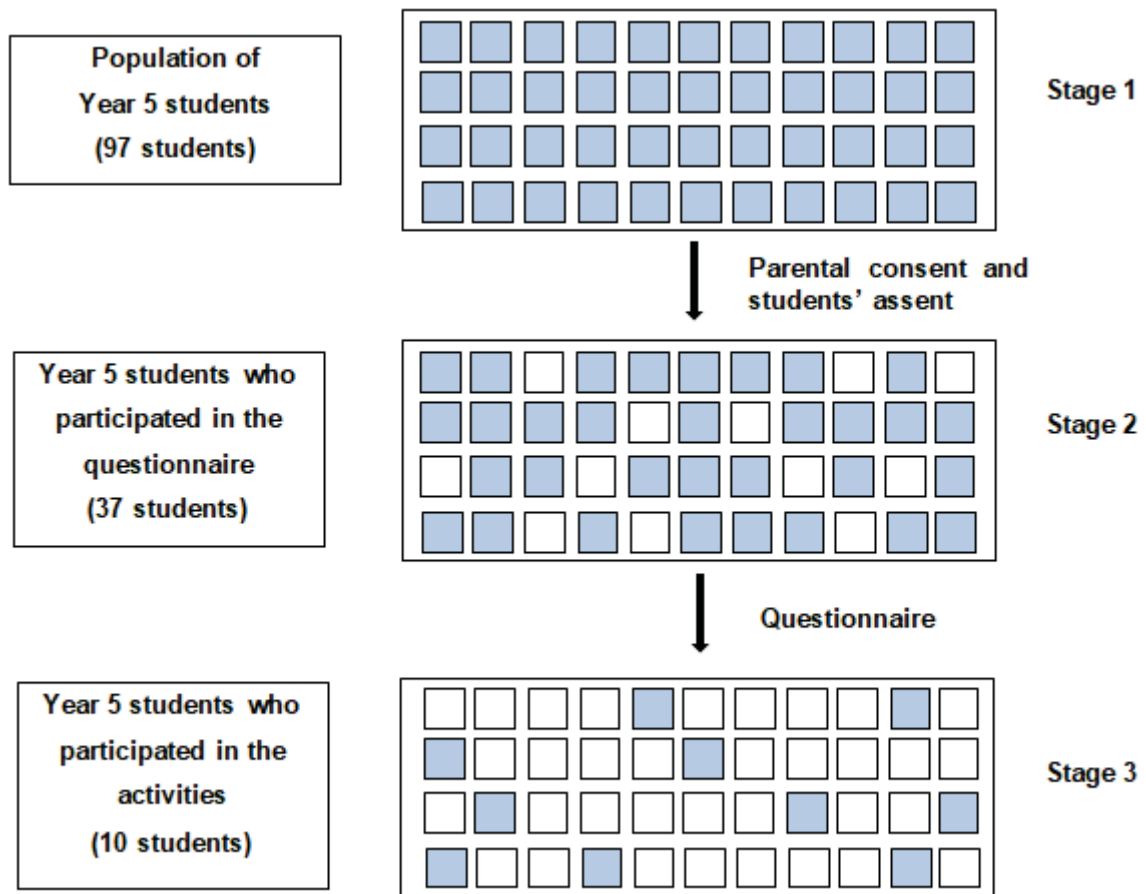 Population of
Year 5 students
(97 students)
Stage 1
Parental consent and
students’ assent
Year 5 students who
participated in the
questionnaire
(37 students)
Stage 2
Questionnaire
Year 5 students who
participated in the
activities
(10 students)
Stage 3